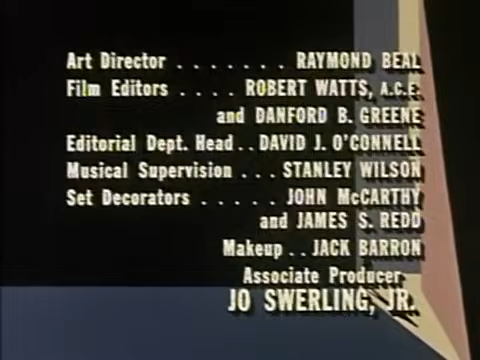 Art Director . . . . . . . RAYMOND BEAL
Film Editors . . . . ROBERT WATTS, A.C.E.
and DANFORD B. GREENE
Editorial Dept. Head . . DAVID J. O'CONNELL
Musical Supervision . . . STANLEY WILSON
Set Decorators . . . . . JOHN McCARTHY
and JAMES S. REDD
Makeup . . JACK BARRON
Associate Producer
JO SWERLING, JR.